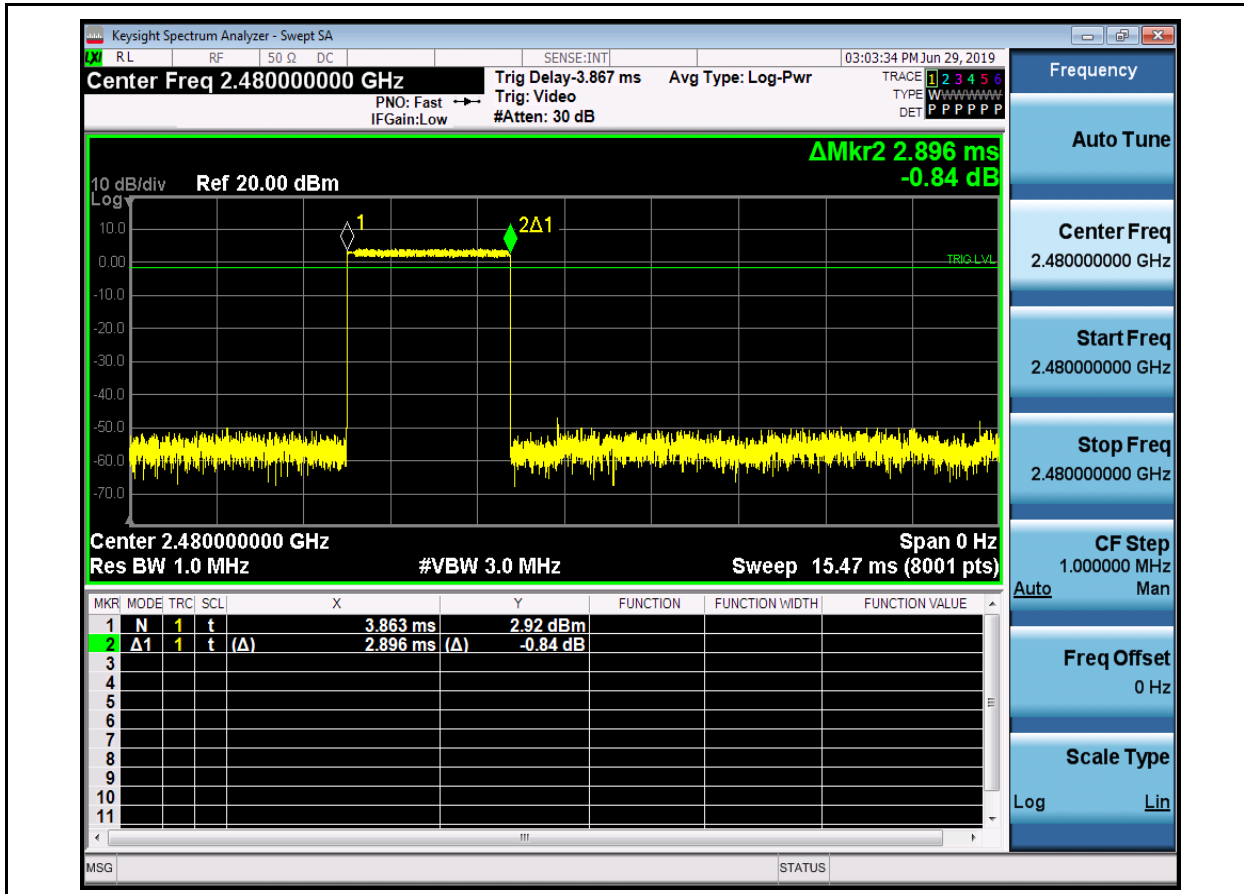 Keysight Spectrum Analyzer - Swept SA
LXI RL RF 50 Ω DC SENSE:INT 03:03:34 PM Jun 29, 2019
Center Freq 2.480000000 GHz
PNO: Fast
IFGain:Low
Trig Delay-3.867 ms
Trig: Video
#Atten: 30 dB
Avg Type: Log-Pwr
TRACE 1 2 3 4 5 6
TYPE WWWWWW
DET P P P P P P
ΔMkr2 2.896 ms
-0.84 dB
10 dB/div Ref 20.00 dBm
Log
1
2Δ1
10.0
0.00
TRIG LVL
-10.0
-20.0
-30.0
-40.0
-50.0
-60.0
-70.0
Center 2.480000000 GHz Span 0 Hz
Res BW 1.0 MHz #VBW 3.0 MHz Sweep 15.47 ms (8001 pts)
MKR MODE TRC SCL X Y FUNCTION FUNCTION WIDTH FUNCTION VALUE
1 N 1 t 3.863 ms 2.92 dBm
2 Δ1 1 t (Δ) 2.896 ms (Δ) -0.84 dB
3
4
5
6
7
8
9
10
11
MSG STATUS
Frequency
Auto Tune
Center Freq
2.480000000 GHz
Start Freq
2.480000000 GHz
Stop Freq
2.480000000 GHz
CF Step
1.000000 MHz
Auto Man
Freq Offset
0 Hz
Scale Type
Log Lin